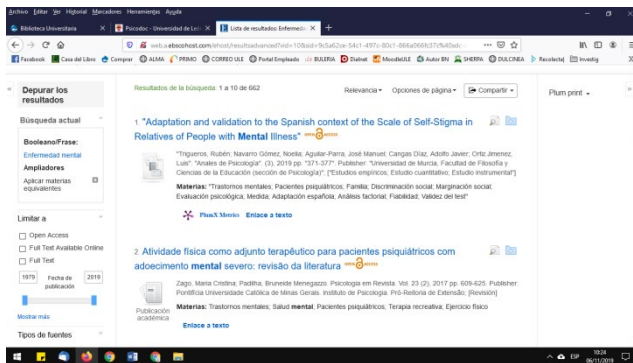 Archivo Editar Ver Historial Marcadores Herramientas Ayuda
Biblioteca Universitaria
Psicodoc - Universidad de Le
Lista de resultados: Enfermeda
web.a.ebscohost.com
Facebook Casa del Libro Comprar ALMA PRIMO CORREO ULE Portal Empleado BULERIA Dialnet MoodleULE Autor BN SHERPA DULCINEA Recolecta Investig
Depurar los resultados
Búsqueda actual
Booleano/Frase:
Enfermedad mental
Ampliadores
Aplicar materias equivalentes
Limitar a
Open Access
Full Text Available Online
Full Text
1979 Fecha de publicación 2019
Mostrar más
Tipos de fuentes
Resultados de la búsqueda: 1 a 10 de 662
Relevancia Opciones de página Compartir
1. "Adaptation and validation to the Spanish context of the Scale of Self-Stigma in
Relatives of People with Mental Illness"
"Trigueros, Rubén, Navarro Gómez, Noelia; Aguilar-Parra, José Manuel; Cangas Díaz, Adolfo Javier; Ortiz Jimenez,
Luis". "Anales de Psicología". (3), 2019 pp. "371-377". Publisher: "Universidad de Murcia, Facultad de Filosofía y
Ciencias de la Educación (sección de Psicología)", ["Estudios empíricos; Estudio cuantitativo; Estudio instrumental"]
Materias: "Trastornos mentales; Pacientes psiquiátricos; Familia; Discriminación social; Marginación social;
Evaluación psicológica; Medida; Adaptación española; Análisis factorial; Fiabilidad; Validez del test"
PlumX Metrics Enlace a texto
2. Atividade física como adjunto terapêutico para pacientes psiquiátricos com
adoecimento mental severo: revisão da literatura
Zago, Maria Cristina; Padilha, Bruneide Menegazzo. Psicologia em Revista. Vol. 23 (2), 2017 pp. 609-625. Publisher:
Pontifícia Universidade Católica de Minas Gerais. Instituto de Psicologia. Pró-Reitoria de Extensão, [Revisión]
Publicación académica
Materias: Trastornos mentales; Salud mental; Pacientes psiquiátricos; Terapia recreativa; Ejercicio físico
Enlace a texto
Plum print
ESP
10:24
06/11/2019